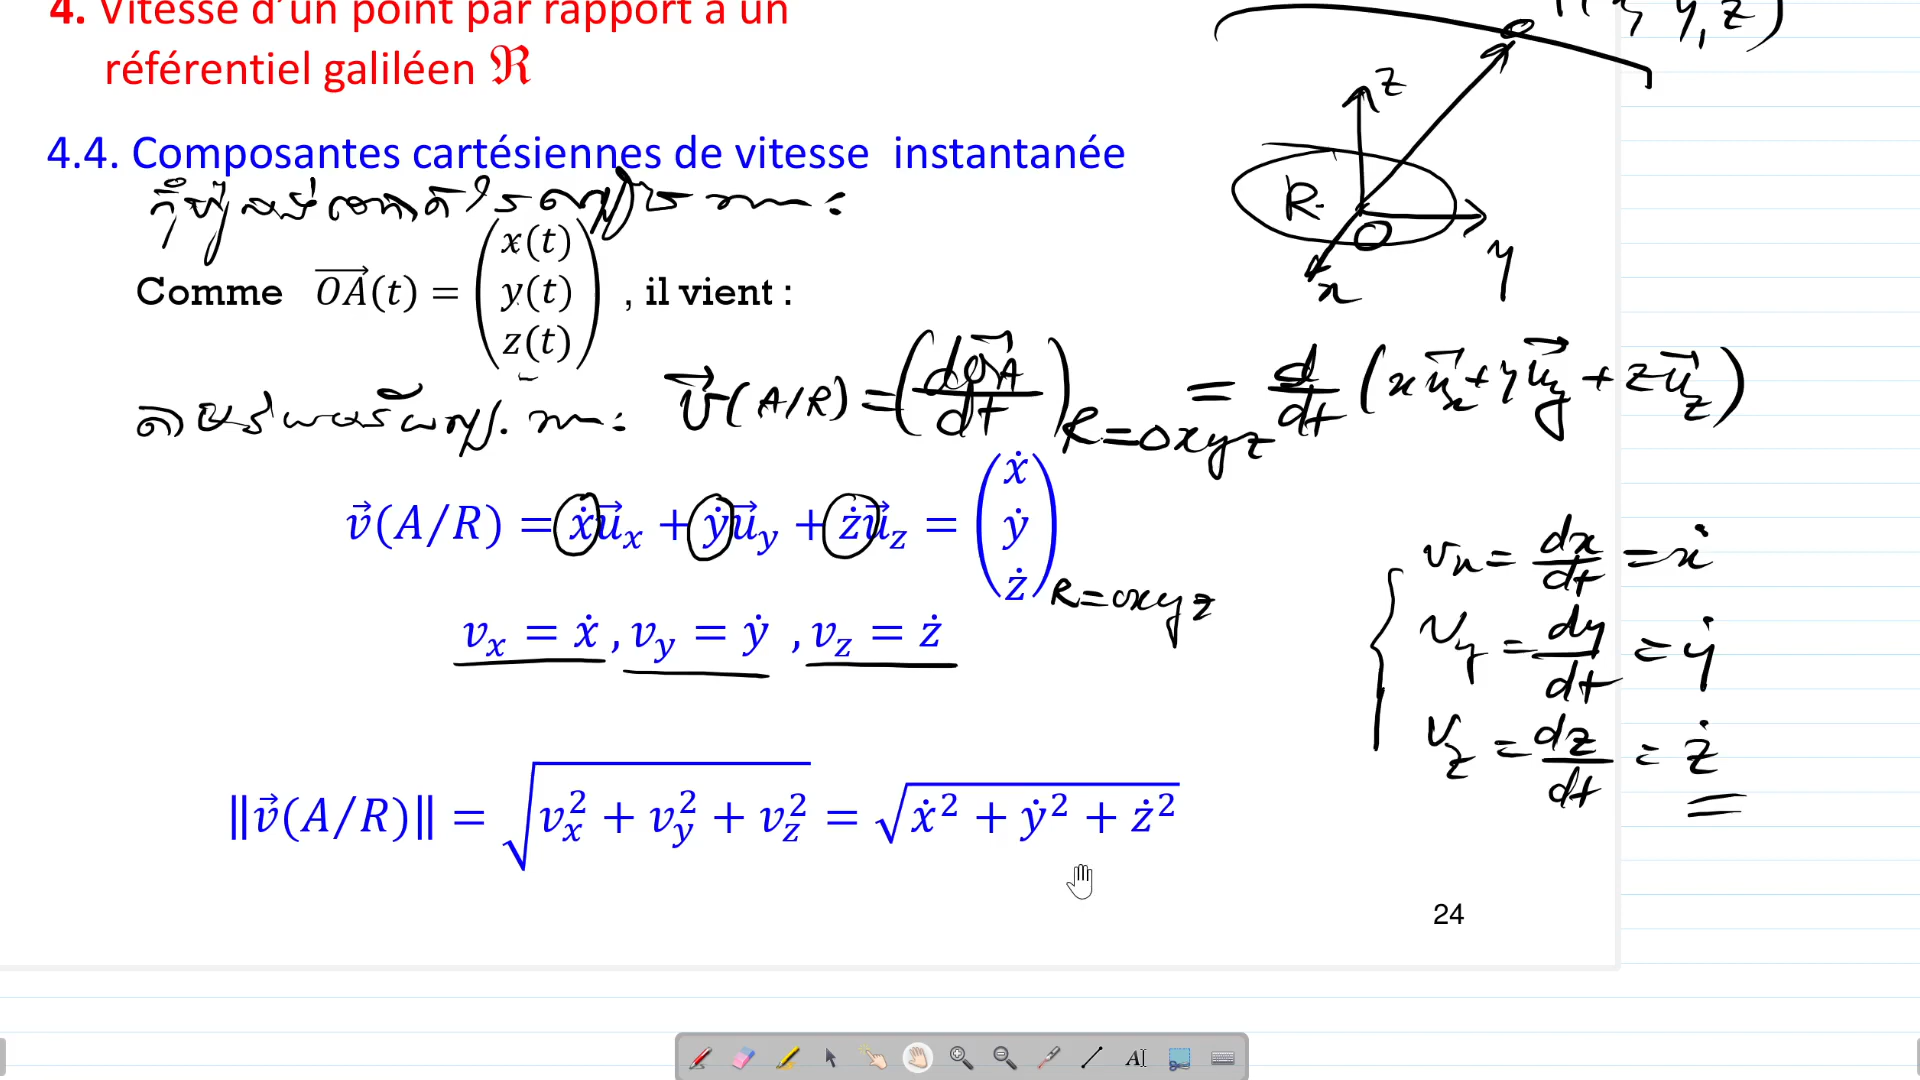 4. Vitesse d'un point par rapport à un
référentiel galiléen ℜ
4.4. Composantes cartésiennes de vitesse instantanée
z
R
O
y
x
Comme $\overrightarrow{OA}(t) = \begin{pmatrix} x(t) \\ y(t) \\ z(t) \end{pmatrix}$, il vient :
$\vec{v}(A/R) = \left(\frac{d\overrightarrow{OA}}{dt}\right)_{R=oxyz} = \frac{d}{dt}(x\vec{u}_x + y\vec{u}_y + z\vec{u}_z)$
$\vec{v}(A/R) = \dot{x}\vec{u}_x + \dot{y}\vec{u}_y + \dot{z}\vec{u}_z = \begin{pmatrix} \dot{x} \\ \dot{y} \\ \dot{z} \end{pmatrix}_{R=oxyz}$
$v_x = \dot{x}, v_y = \dot{y}, v_z = \dot{z}$
$v_x = \frac{dx}{dt} = \dot{x}$
$v_y = \frac{dy}{dt} = \dot{y}$
$v_z = \frac{dz}{dt} = \dot{z}$
$\|\vec{v}(A/R)\| = \sqrt{v_x^2 + v_y^2 + v_z^2} = \sqrt{\dot{x}^2 + \dot{y}^2 + \dot{z}^2}$
24